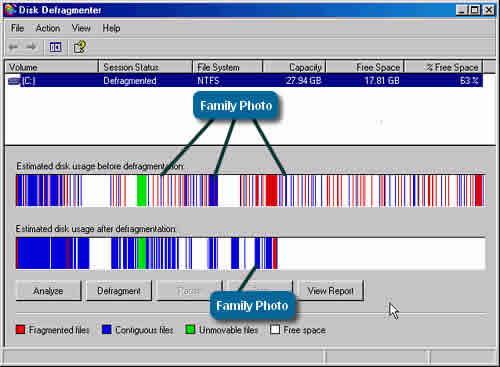 Disk Defragmenter
File Action View Help
Volume Session Status File System Capacity Free Space % Free Space
(C:) Defragmented NTFS 27.94 GB 17.81 GB 63 %
Family Photo
Estimated disk usage before defragmentation:
Estimated disk usage after defragmentation:
Analyze Defragment Pause View Report
Family Photo
Fragmented files Contiguous files Unmovable files Free space